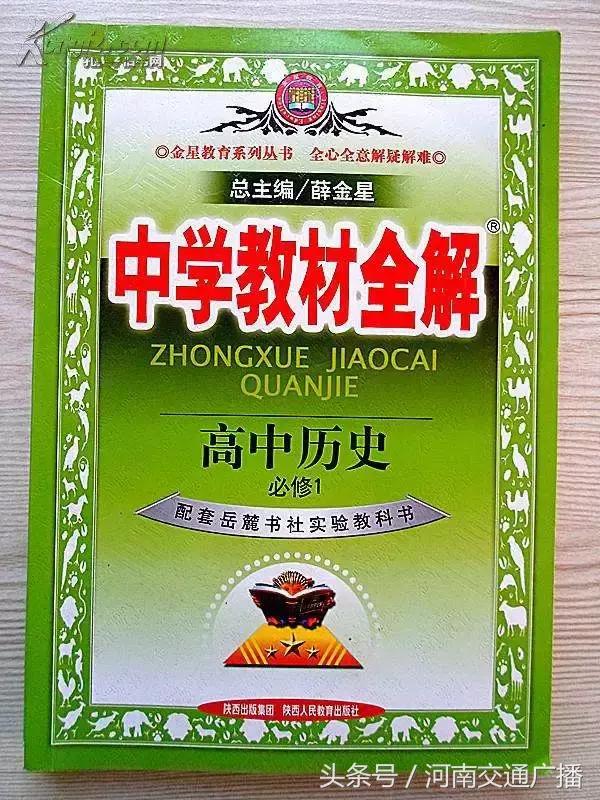 ◎金星教育系列丛书 全心全意解疑解难◎
总主编/薛金星
中学教材全解®
ZHONGXUE JIAOCAI
QUANJIE
高中历史
必修1
配套岳麓书社实验教科书
陕西出版集团 陕西人民教育出版社
头条号／河南交通广播